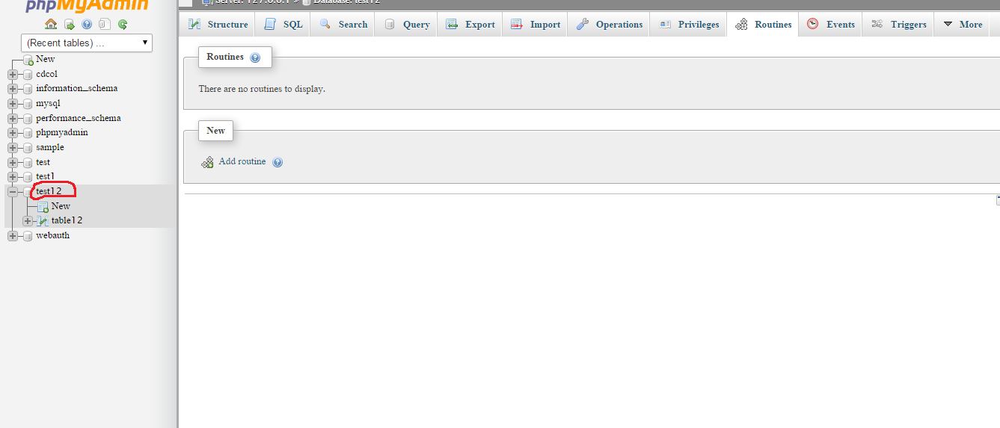 phpMyAdmin
(Recent tables) ...
New
cdcol
information_schema
mysql
performance_schema
phpmyadmin
sample
test
test1
test12
New
table12
webauth
Server: 127.0.0.1 » Database: test12
Structure SQL Search Query Export Import Operations Privileges Routines Events Triggers More
Routines
There are no routines to display.
New
Add routine